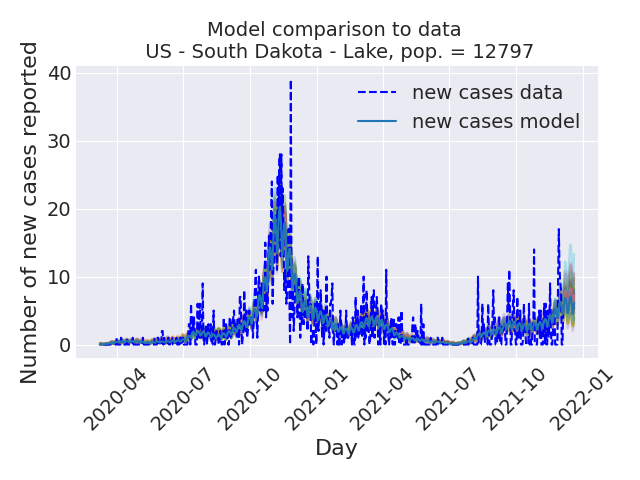 Model comparison to data
US - South Dakota - Lake, pop. = 12797
Number of new cases reported
40
30
20
10
0
new cases data
new cases model
2020-04
2020-07
2020-10
2021-01
2021-04
2021-07
2021-10
2022-01
Day